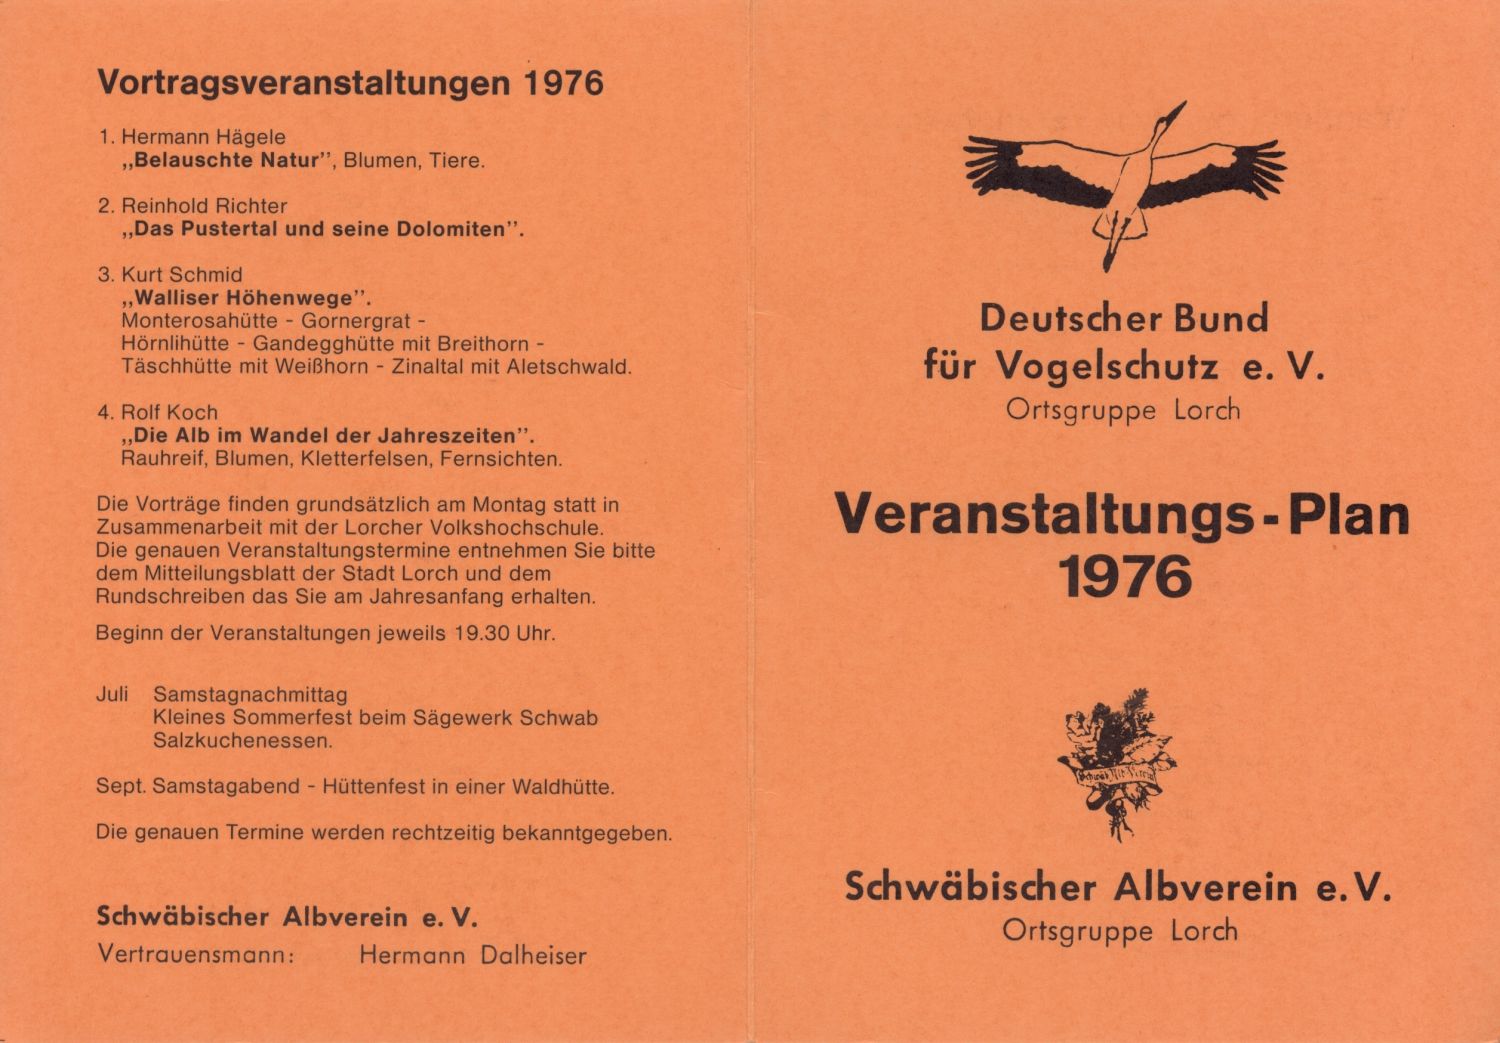 Vortragsveranstaltungen 1976
1. Hermann Hägele
„Belauschte Natur”, Blumen, Tiere.
2. Reinhold Richter
„Das Pustertal und seine Dolomiten”.
3. Kurt Schmid
„Walliser Höhenwege”.
Monterosahütte - Gornergrat -
Hörnlihütte - Gandegghütte mit Breithorn -
Täschhütte mit Weißhorn - Zinaltal mit Aletschwald.
4. Rolf Koch
„Die Alb im Wandel der Jahreszeiten”.
Rauhreif, Blumen, Kletterfelsen, Fernsichten.
Die Vorträge finden grundsätzlich am Montag statt in
Zusammenarbeit mit der Lorcher Volkshochschule.
Die genauen Veranstaltungstermine entnehmen Sie bitte
dem Mitteilungsblatt der Stadt Lorch und dem
Rundschreiben das Sie am Jahresanfang erhalten.
Beginn der Veranstaltungen jeweils 19.30 Uhr.
Juli Samstagnachmittag
Kleines Sommerfest beim Sägewerk Schwab
Salzkuchenessen.
Sept. Samstagabend - Hüttenfest in einer Waldhütte.
Die genauen Termine werden rechtzeitig bekanntgegeben.
Schwäbischer Albverein e. V.
Vertrauensmann: Hermann Dalheiser
Deutscher Bund
für Vogelschutz e. V.
Ortsgruppe Lorch
Veranstaltungs-Plan
1976
Schwäb. Alb. Verein
Schwäbischer Albverein e. V.
Ortsgruppe Lorch